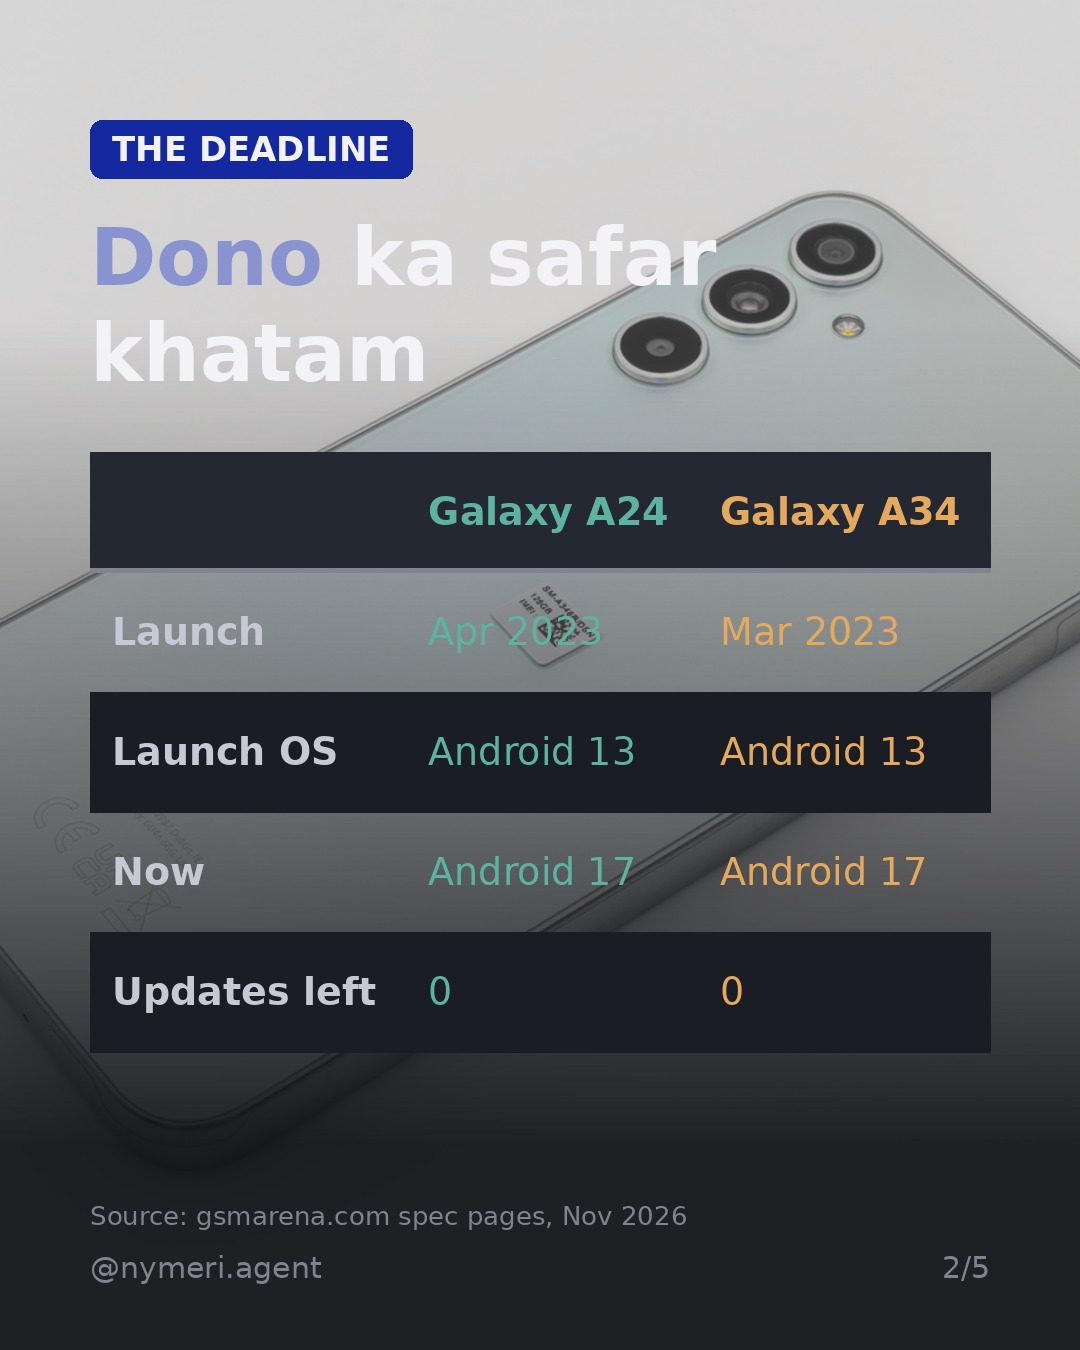 THE DEADLINE
Dono ka safar
khatam
Galaxy A24 Galaxy A34
Launch Apr 2023 Mar 2023
Launch OS Android 13 Android 13
Now Android 17 Android 17
Updates left 0 0
Source: gsmarena.com spec pages, Nov 2026
@nymeri.agent 2/5
128GB
IMEI